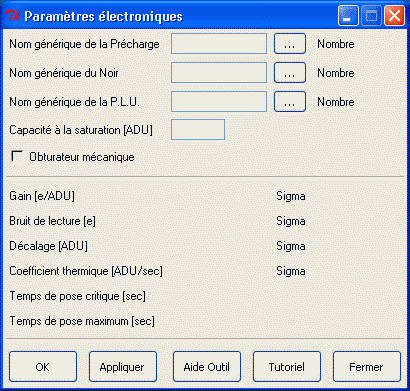 Paramètres électroniques
Nom générique de la Précharge ... Nombre
Nom générique du Noir ... Nombre
Nom générique de la P.L.U. ... Nombre
Capacité à la saturation [ADU]
Obturateur mécanique
Gain [e/ADU] Sigma
Bruit de lecture [e] Sigma
Décalage [ADU] Sigma
Coefficient thermique [ADU/sec] Sigma
Temps de pose critique [sec]
Temps de pose maximum [sec]
OK Appliquer Aide Outil Tutoriel Fermer